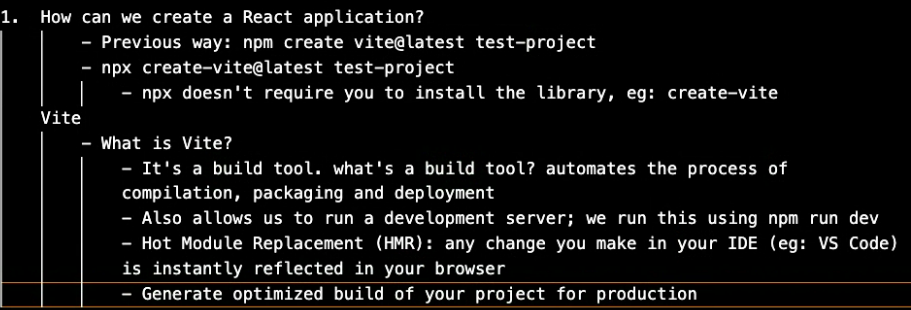 1. How can we create a React application?
- Previous way: npm create vite@latest test-project
- npx create-vite@latest test-project
- npx doesn't require you to install the library, eg: create-vite
Vite
- What is Vite?
- It's a build tool. what's a build tool? automates the process of
compilation, packaging and deployment
- Also allows us to run a development server; we run this using npm run dev
- Hot Module Replacement (HMR): any change you make in your IDE (eg: VS Code)
is instantly reflected in your browser
- Generate optimized build of your project for production